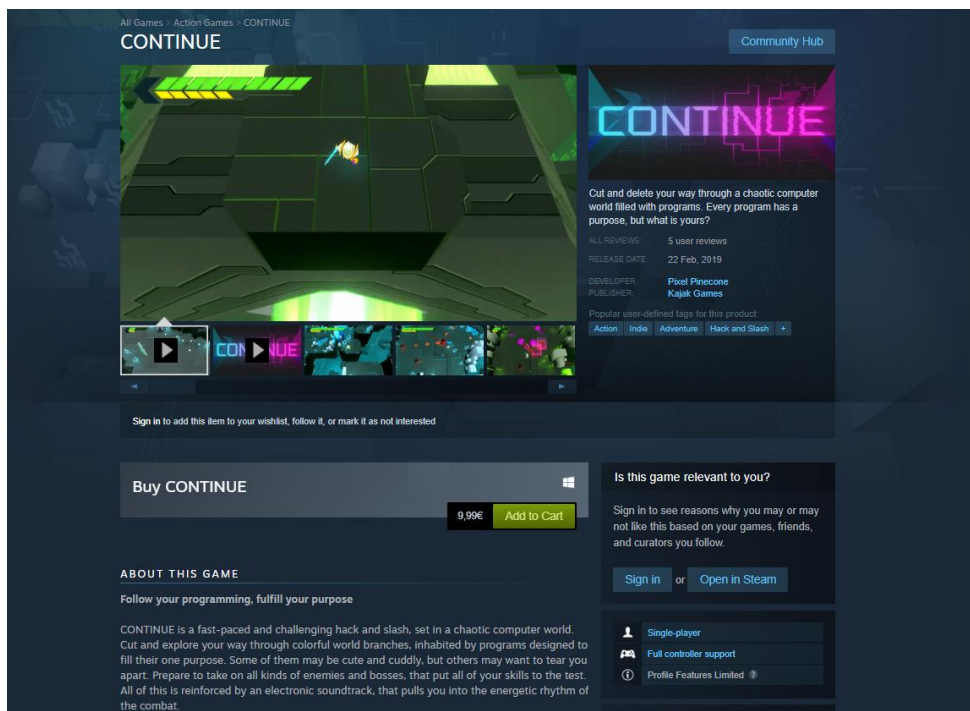 All Games > Action Games > CONTINUE
CONTINUE
Community Hub
CONTINUE
Cut and delete your way through a chaotic computer
world filled with programs. Every program has a
purpose, but what is yours?
ALL REVIEWS: 5 user reviews
RELEASE DATE: 22 Feb, 2019
DEVELOPER: Pixel Pinecone
PUBLISHER: Kajak Games
Popular user-defined tags for this product:
Action Indie Adventure Hack and Slash +
CONTINUE
Sign in to add this item to your wishlist, follow it, or mark it as not interested
Buy CONTINUE
9,99€ Add to Cart
Is this game relevant to you?
Sign in to see reasons why you may or may
not like this based on your games, friends,
and curators you follow.
Sign in or Open in Steam
ABOUT THIS GAME
Follow your programming, fulfill your purpose
CONTINUE is a fast-paced and challenging hack and slash, set in a chaotic computer world.
Cut and explore your way through colorful world branches, inhabited by programs designed to
fill their one purpose. Some of them may be cute and cuddly, but others may want to tear you
apart. Prepare to take on all kinds of enemies and bosses, that put all of your skills to the test.
All of this is reinforced by an electronic soundtrack, that pulls you into the energetic rhythm of
the combat.
Single-player
Full controller support
Profile Features Limited ?